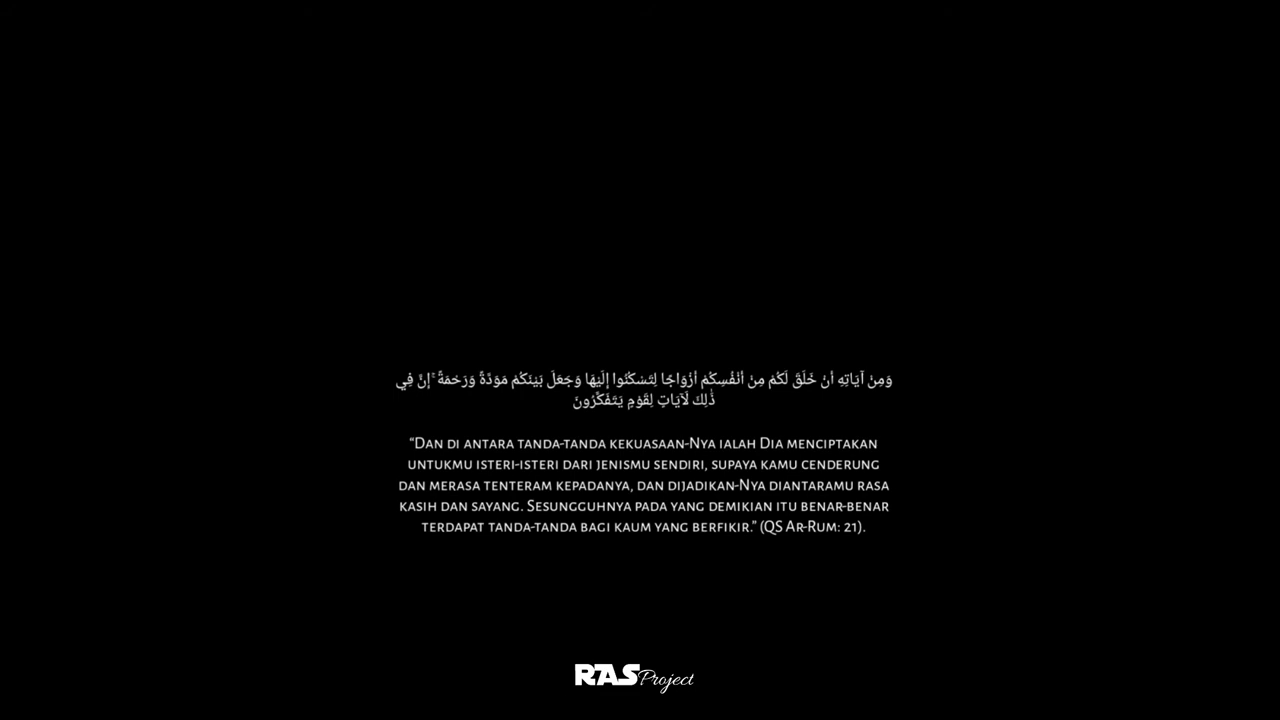 وَمِنْ آيَاتِهِ أَنْ خَلَقَ لَكُمْ مِنْ أَنْفُسِكُمْ أَزْوَاجًا لِتَسْكُنُوا إِلَيْهَا وَجَعَلَ بَيْنَكُمْ مَوَدَّةً وَرَحْمَةً ۚ إِنَّ فِي
ذَٰلِكَ لَآيَاتٍ لِقَوْمٍ يَتَفَكَّرُونَ
“Dan di antara tanda-tanda kekuasaan-Nya ialah Dia menciptakan
untukmu isteri-isteri dari jenismu sendiri, supaya kamu cenderung
dan merasa tenteram kepadanya, dan dijadikan-Nya diantaramu rasa
kasih dan sayang. Sesungguhnya pada yang demikian itu benar-benar
terdapat tanda-tanda bagi kaum yang berfikir.” (QS Ar-Rum: 21).
RAS Project